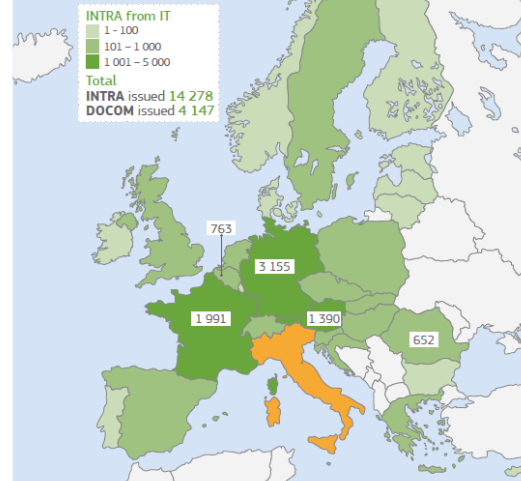 INTRA from IT
1 - 100
101 – 1 000
1 001 – 5 000
Total
INTRA issued 14 278
DOCOM issued 4 147
763
3 155
1 991
1 390
652